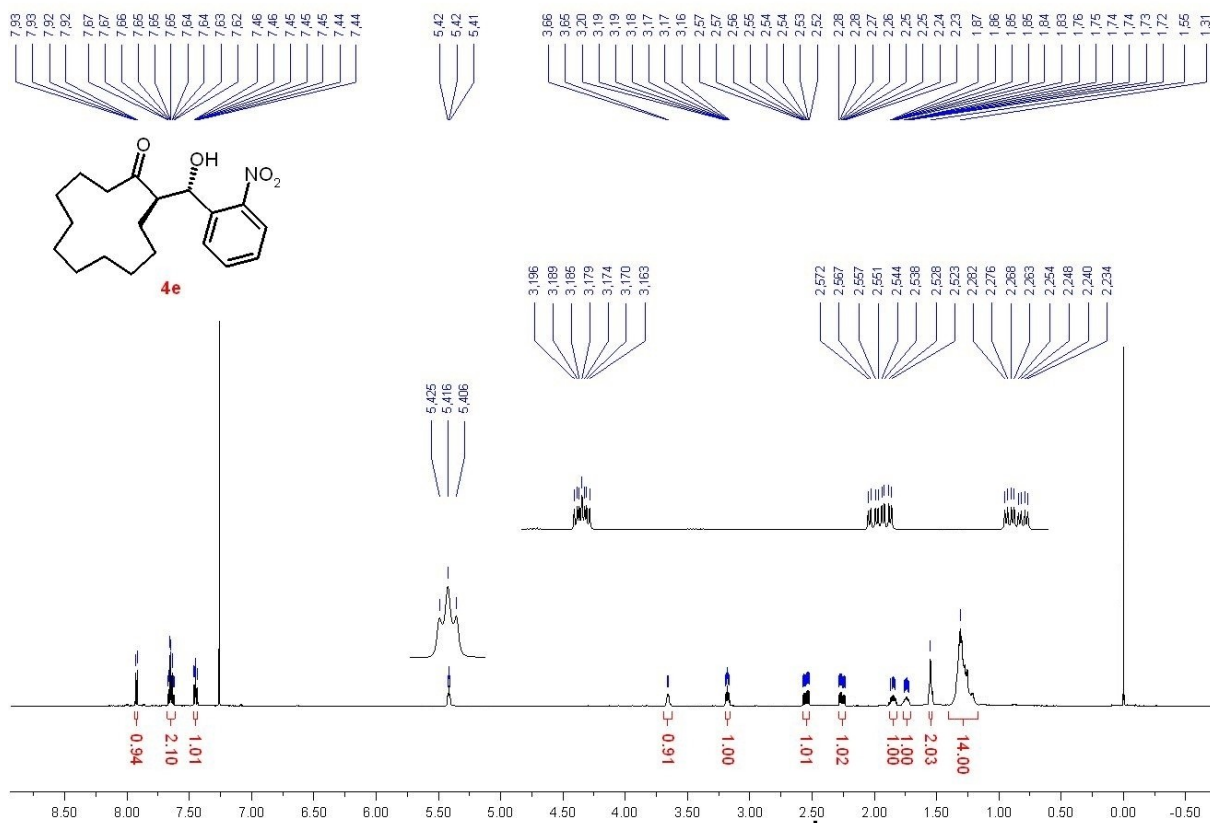 7,93 7,93 7,92 7,92 7,67 7,67 7,66 7,65 7,65 7,65 7,64 7,64 7,63 7,62 7,46 7,46 7,45 7,45 7,45 7,44 7,44 5,42 5,42 5,41 3,66 3,65 3,20 3,19 3,19 3,18 3,17 3,17 3,16 2,57 2,57 2,56 2,55 2,54 2,54 2,53 2,52 2,28 2,28 2,27 2,26 2,25 2,25 2,24 2,23 1,87 1,86 1,85 1,85 1,84 1,83 1,76 1,75 1,74 1,74 1,73 1,72 1,55 1,31
O
OH
NO2
4e
3,196 3,189 3,185 3,179 3,174 3,170 3,163 2,572 2,567 2,557 2,551 2,544 2,538 2,528 2,523 2,282 2,276 2,268 2,263 2,254 2,248 2,240 2,234
5,425 5,416 5,406
0.94 2.10 1.01 0.91 1.00 1.01 1.02 1.00 1.00 2.03 14.00
8.50 8.00 7.50 7.00 6.50 6.00 5.50 5.00 4.50 4.00 3.50 3.00 2.50 2.00 1.50 1.00 0.50 0.00 -0.50